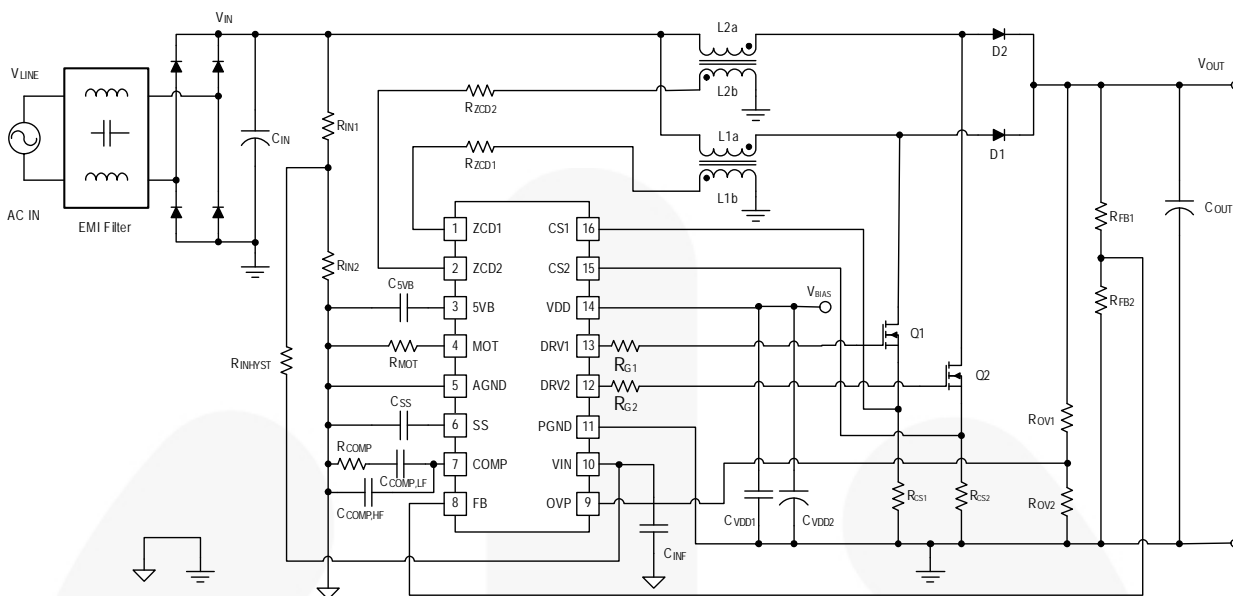 VIN
L2a
D2
VLINE
VOUT
L2b
RZCD2
CIN
RIN1
L1a
RZCD1
D1
L1b
AC IN
EMI Filter
RFB1
COUT
1 ZCD1 CS1 16
RIN2
2 ZCD2 CS2 15
C5VB
VBIAS
RFB2
3 5VB VDD 14
Q1
RINHYST
4 MOT DRV1 13
RMOT
RG1
Q2
5 AGND DRV2 12
RG2
CSS
ROV1
6 SS PGND 11
RCOMP
7 COMP VIN 10
CCOMP,LF
RCS1
RCS2
CCOMP,HF
8 FB OVP 9
ROV2
CVDD1
CVDD2
CINF